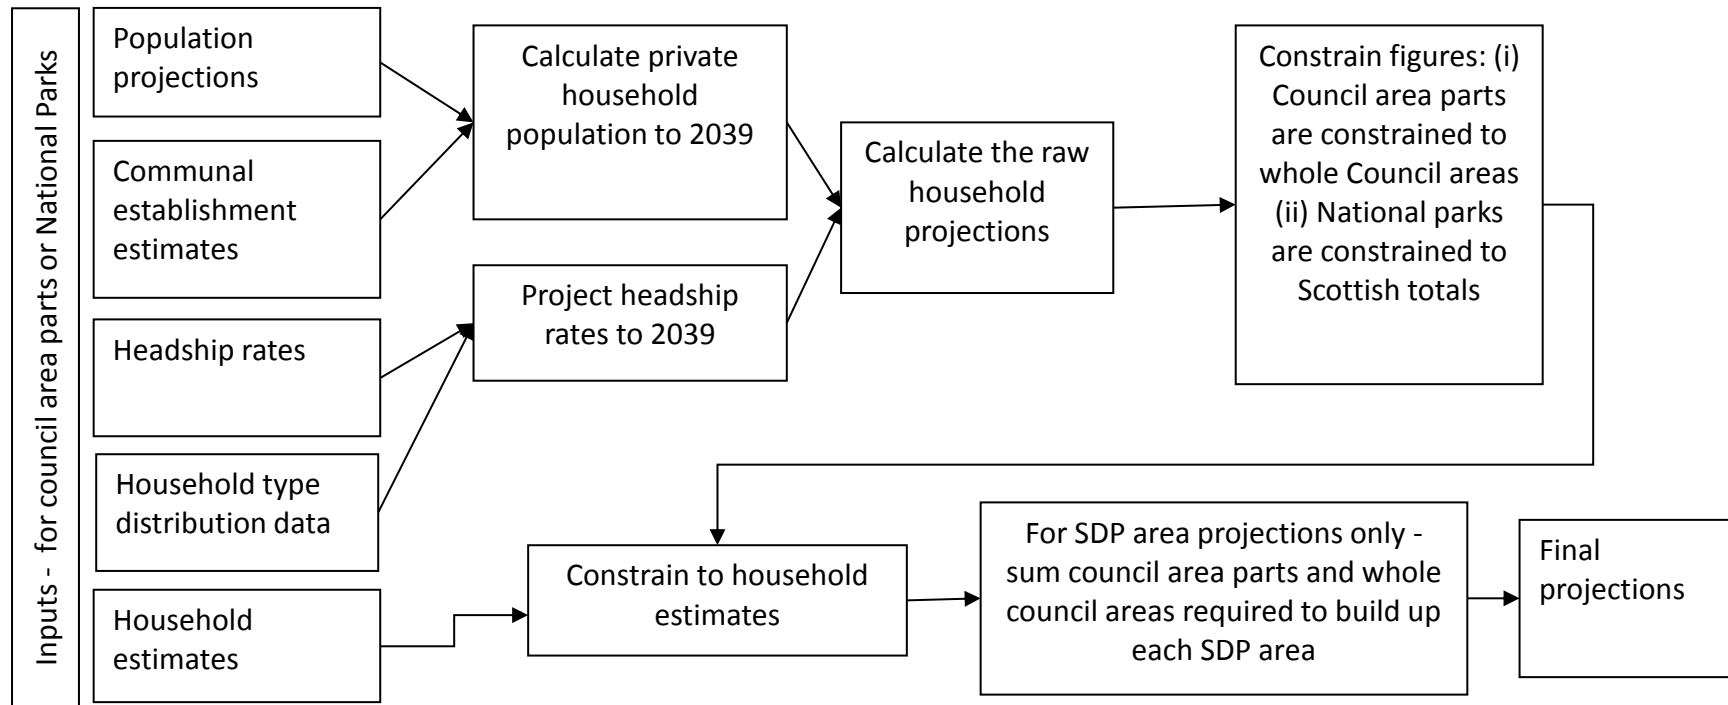 Inputs -  for council area parts or National Parks
Population
projections
Communal
establishment
estimates
Headship rates
Household type
distribution data
Household
estimates
Calculate private
household
population to 2039
Project headship
rates to 2039
Calculate the raw
household
projections
Constrain figures: (i)
Council area parts
are constrained to
whole Council areas
(ii) National parks
are constrained to
Scottish totals
Constrain to household
estimates
For SDP area projections only -
sum council area parts and whole
council areas required to build up
each SDP area
Final
projections